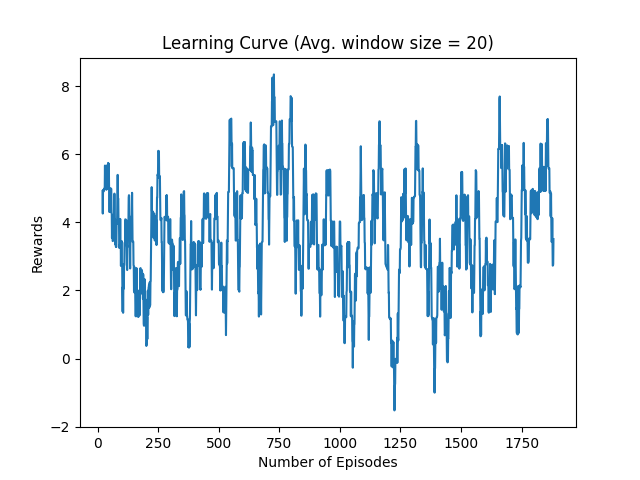 Learning Curve (Avg. window size = 20)
Rewards
8
6
4
2
0
−2
0 250 500 750 1000 1250 1500 1750
Number of Episodes